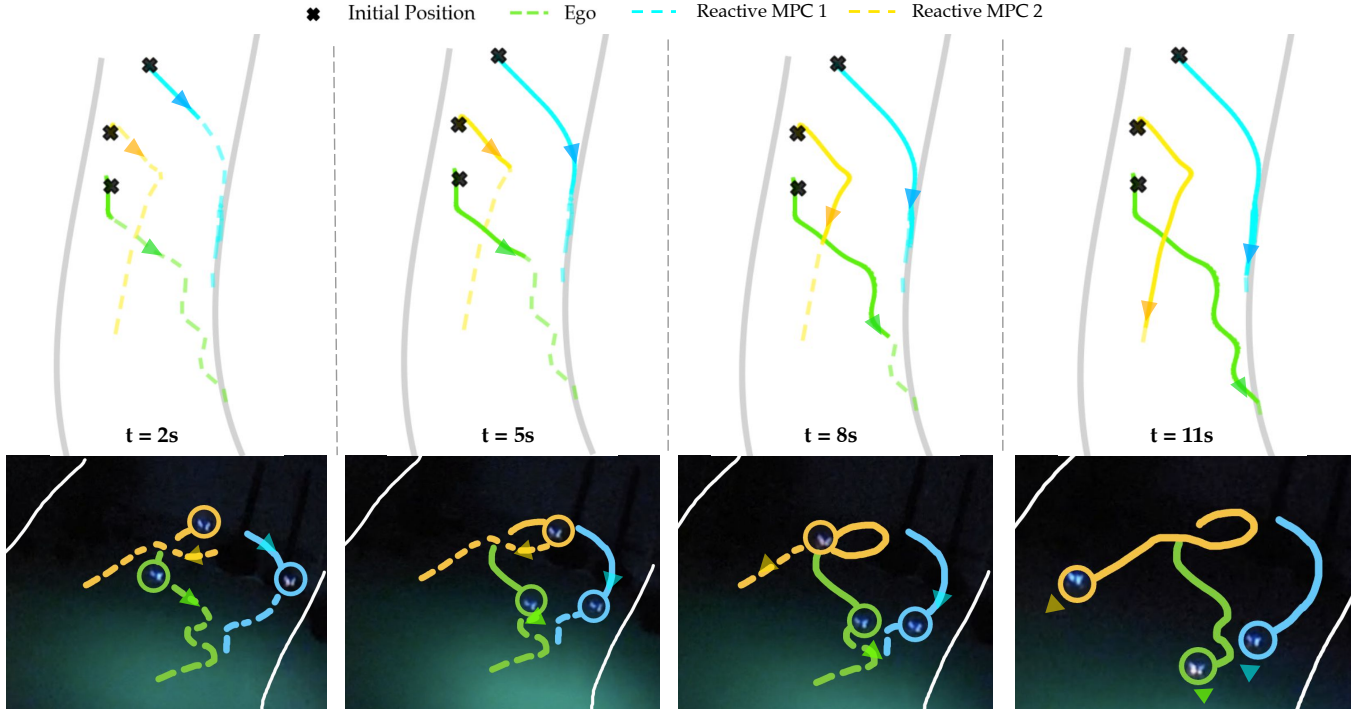 Initial Position Ego Reactive MPC 1 Reactive MPC 2
t = 2s t = 5s t = 8s t = 11s